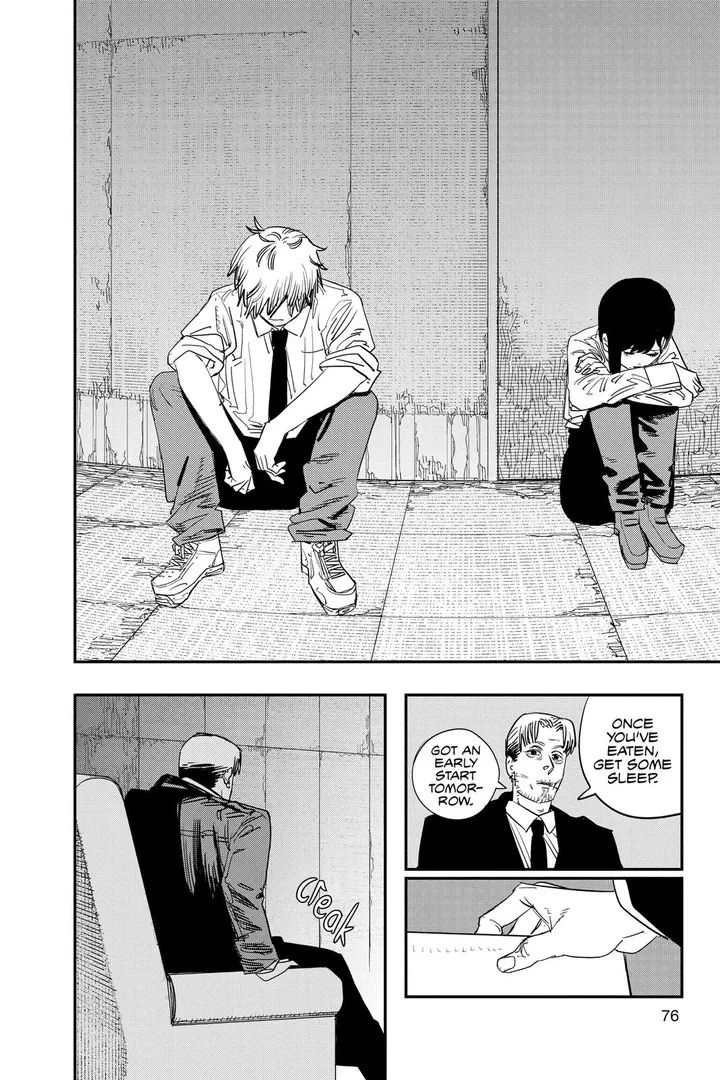 ONCE
YOU'VE
EATEN,
GET SOME
SLEEP.
GOT AN
EARLY
START
TOMOR-
ROW.
creak
76